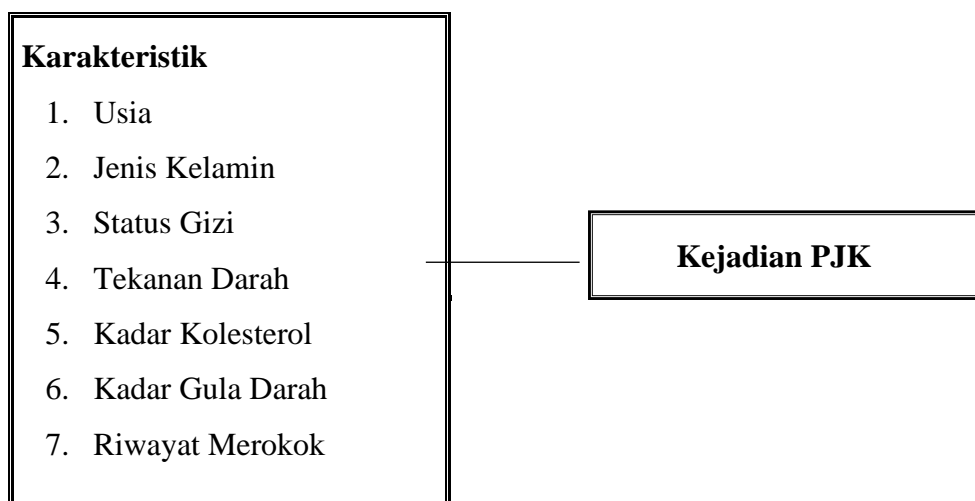 Karakteristik
1. Usia
2. Jenis Kelamin
3. Status Gizi
4. Tekanan Darah
5. Kadar Kolesterol
6. Kadar Gula Darah
7. Riwayat Merokok
Kejadian PJK